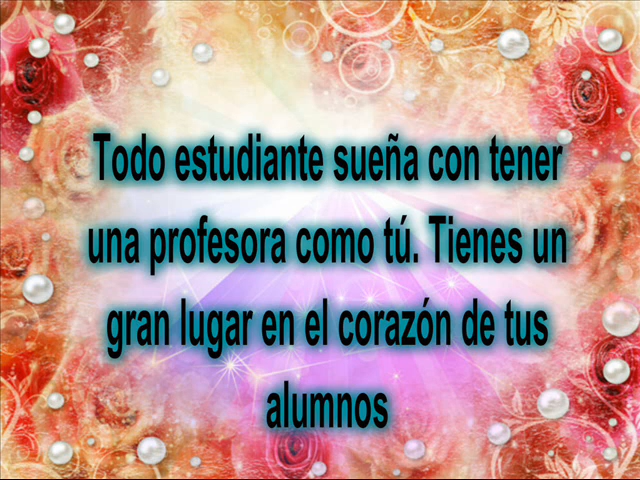 Todo estudiante sueña con tener
una profesora como tú. Tienes un
gran lugar en el corazón de tus
alumnos